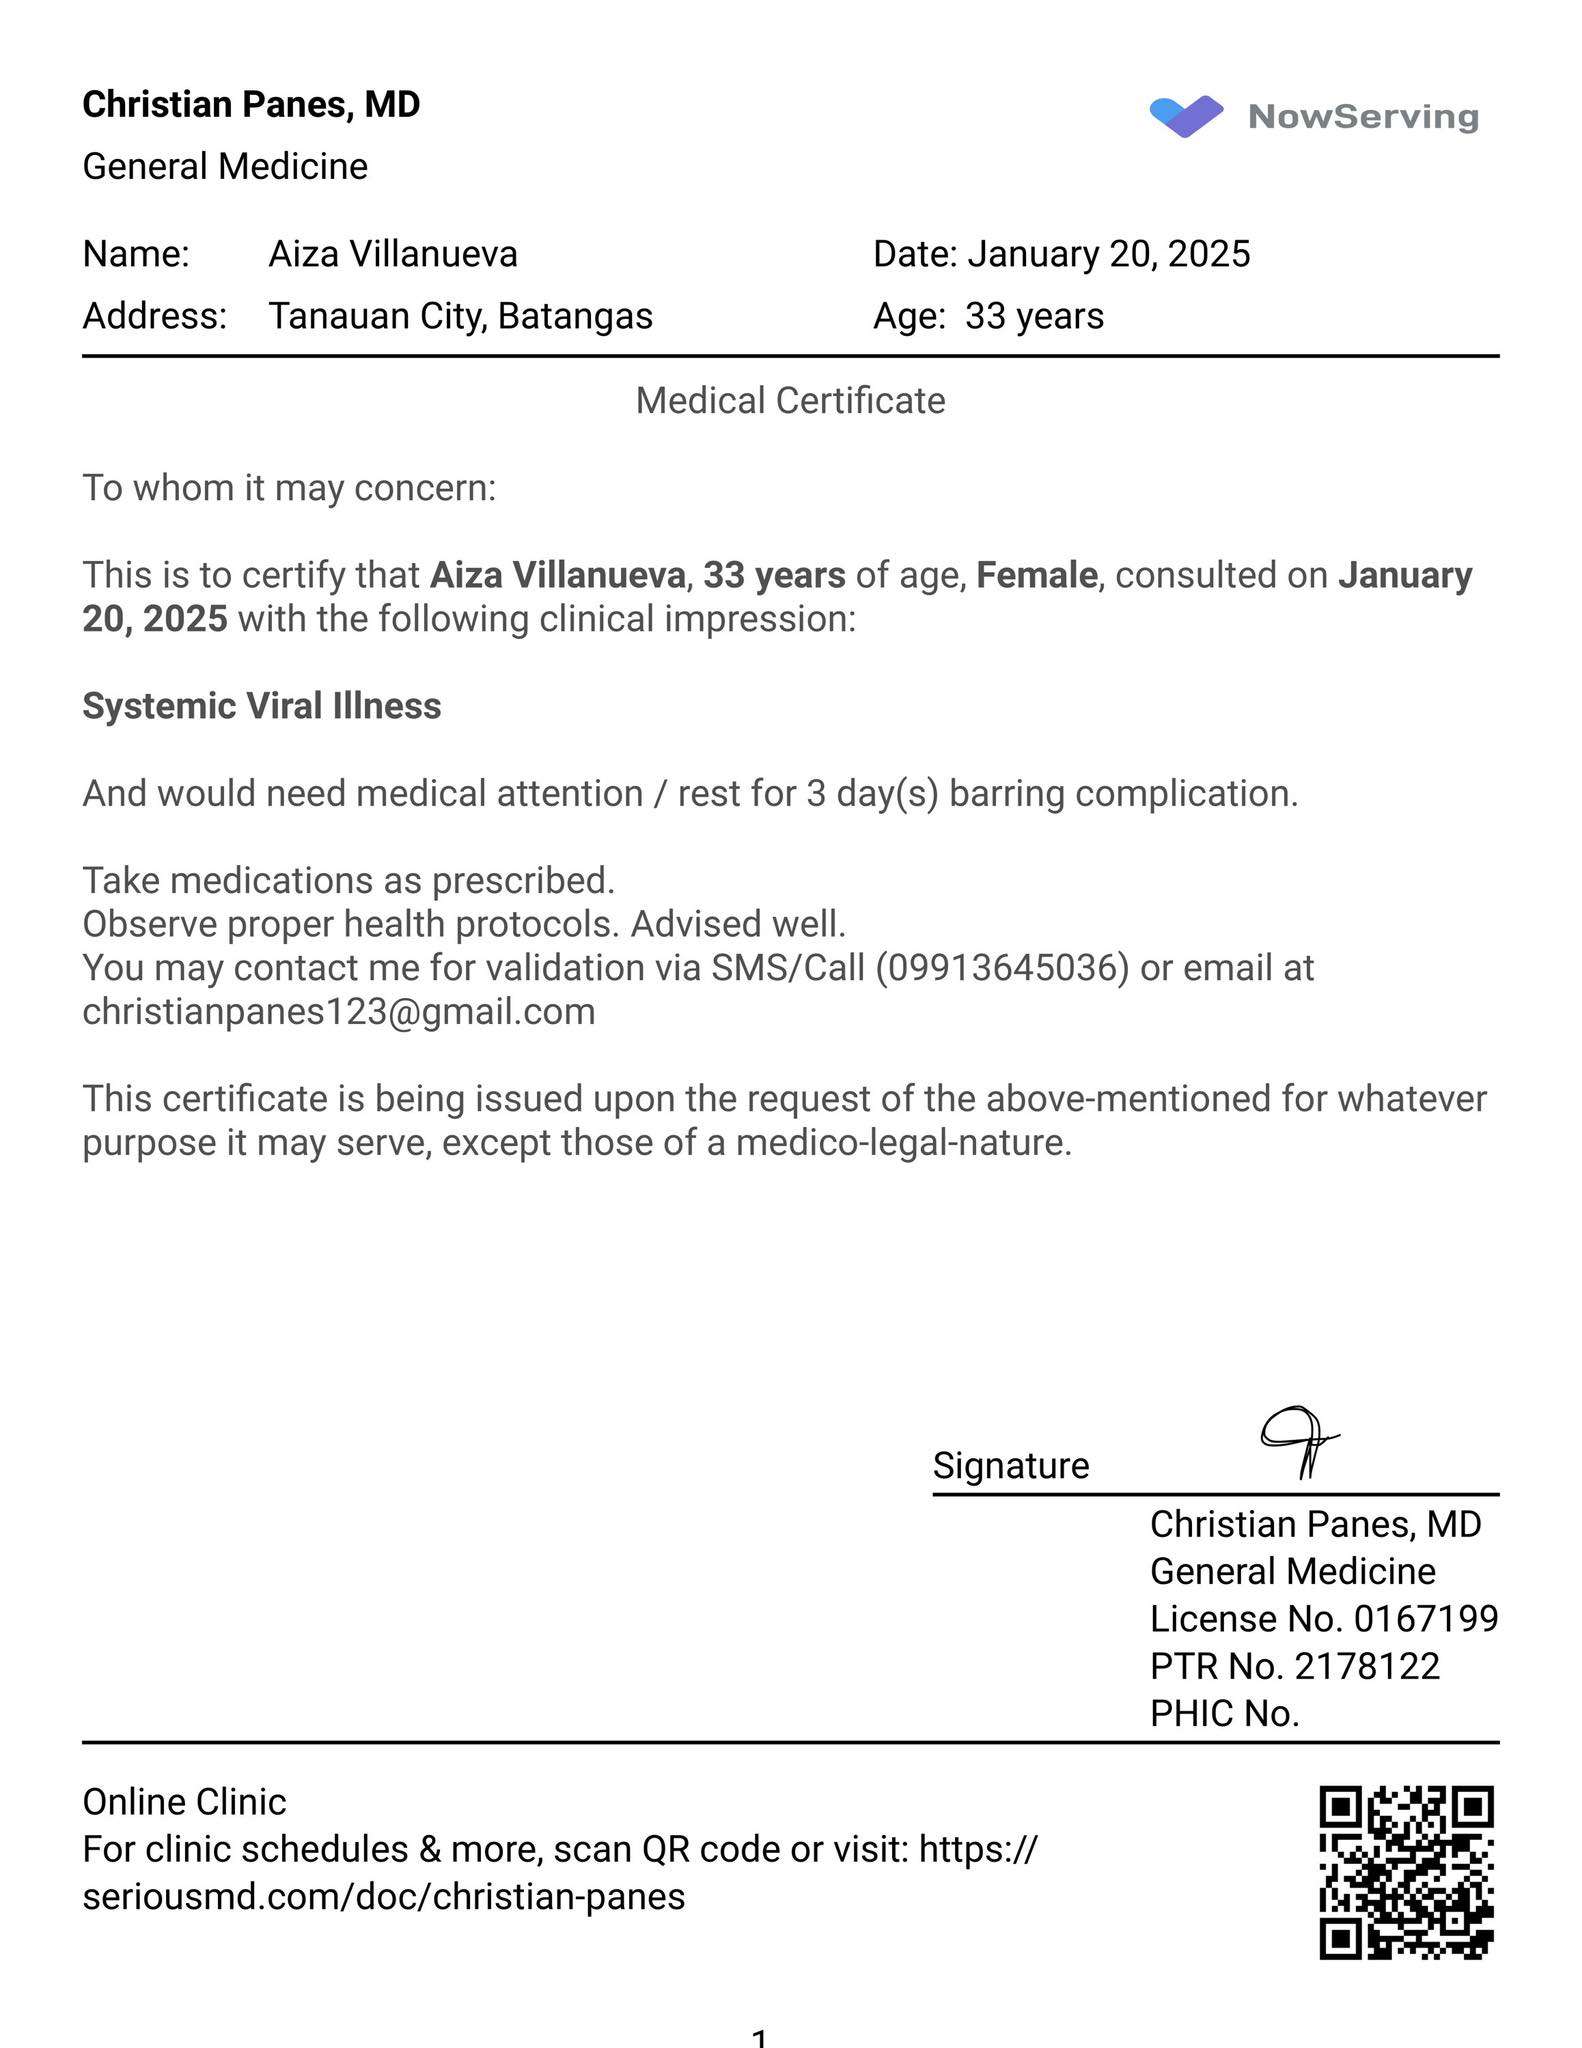 Christian Panes, MD
NowServing
General Medicine
Name: Aiza Villanueva Date: January 20, 2025
Address: Tanauan City, Batangas Age: 33 years
Medical Certificate
To whom it may concern:
This is to certify that Aiza Villanueva, 33 years of age, Female, consulted on January
20, 2025 with the following clinical impression:
Systemic Viral Illness
And would need medical attention / rest for 3 day(s) barring complication.
Take medications as prescribed.
Observe proper health protocols. Advised well.
You may contact me for validation via SMS/Call (09913645036) or email at
christianpanes123@gmail.com
This certificate is being issued upon the request of the above-mentioned for whatever
purpose it may serve, except those of a medico-legal-nature.
Signature
Christian Panes, MD
General Medicine
License No. 0167199
PTR No. 2178122
PHIC No.
Online Clinic
For clinic schedules & more, scan QR code or visit: https://
seriousmd.com/doc/christian-panes
1